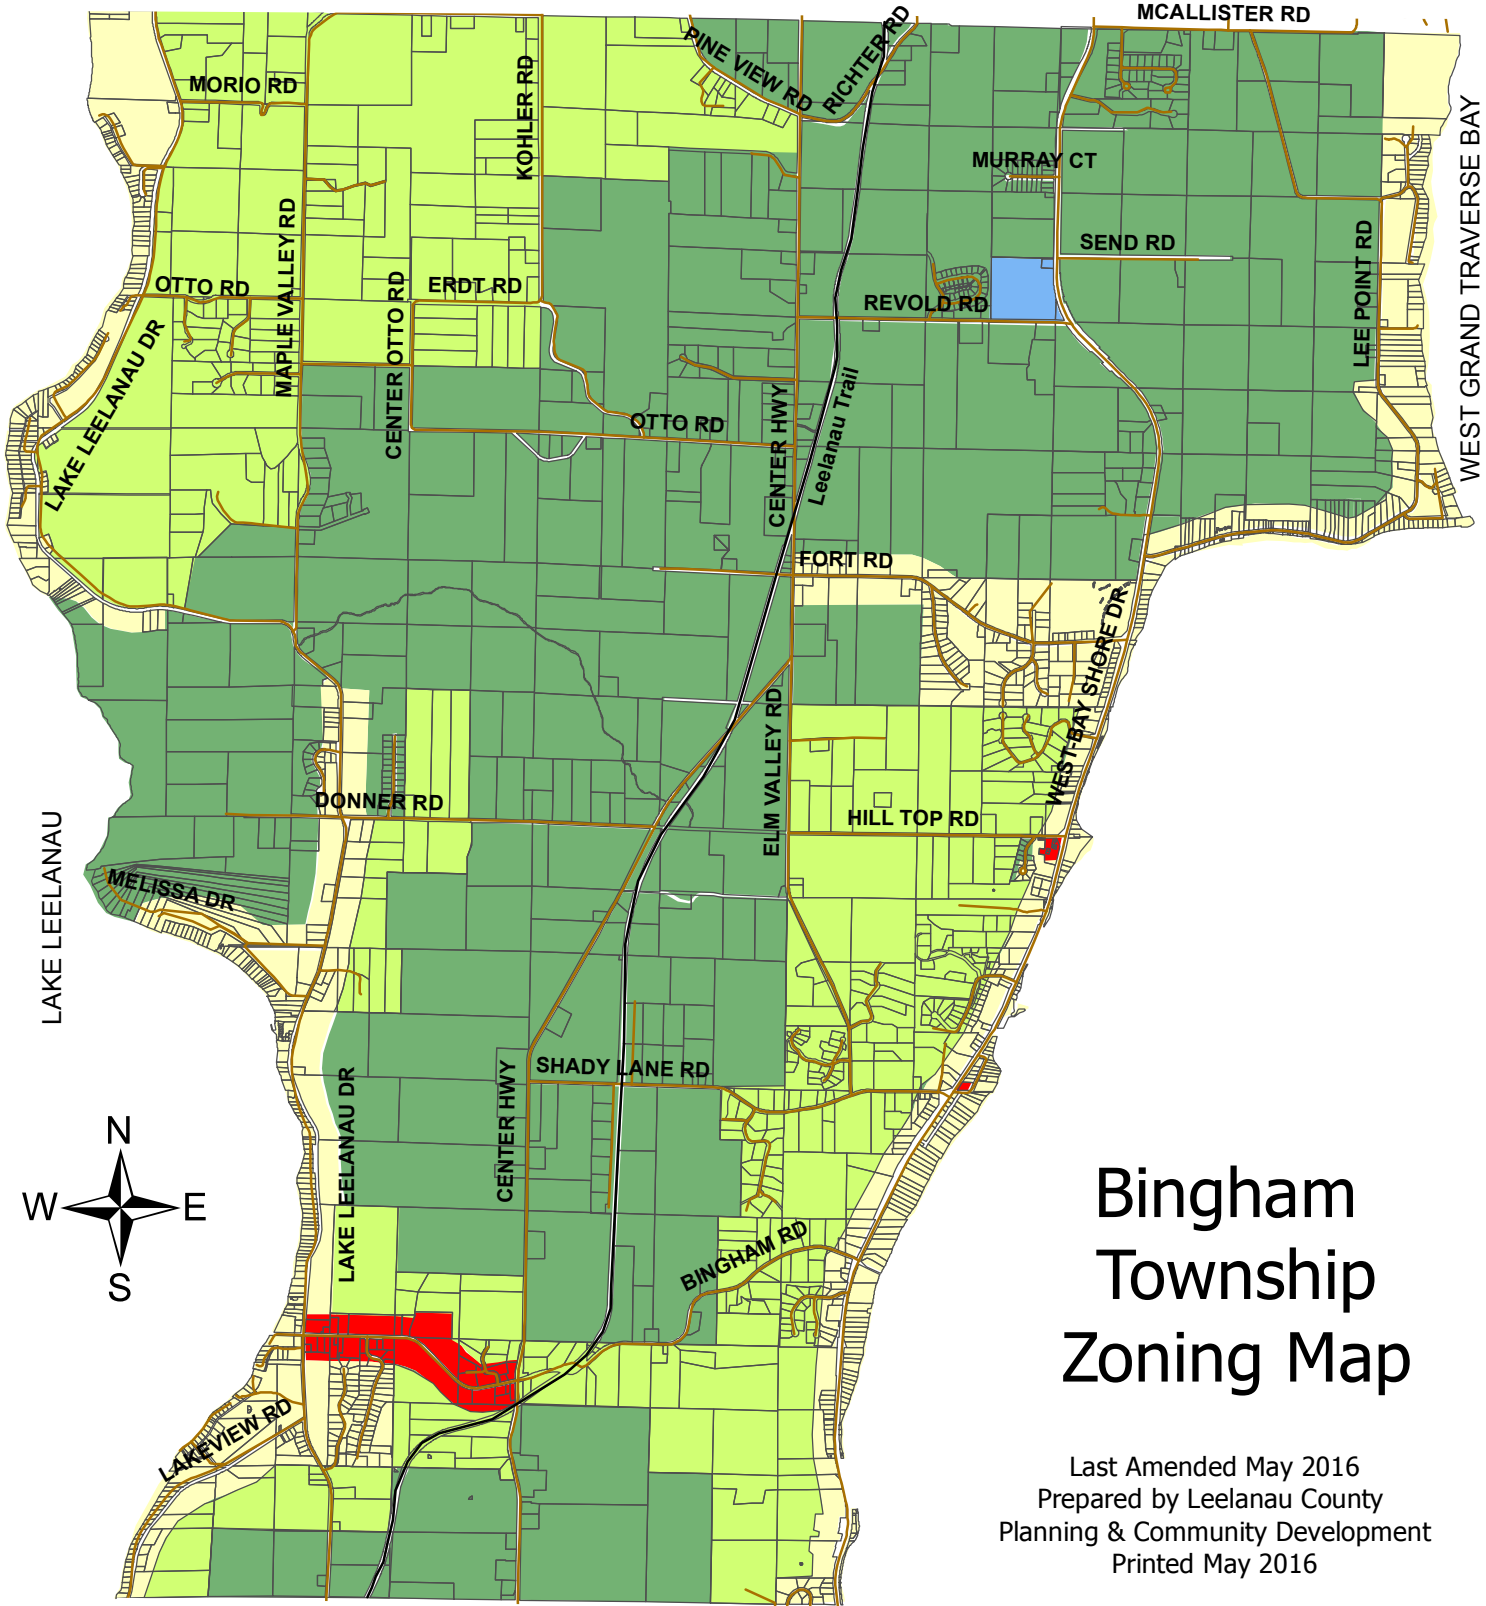 MCALLISTER RD
PINE VIEW RD
RICHTER RD
MORIO RD
KOHLER RD
MURRAY CT
WEST GRAND TRAVERSE BAY
MAPLE VALLEY RD
SEND RD
LEE POINT RD
OTTO RD
ERDT RD
CENTER OTTO RD
REVOLD RD
LAKE LEELANAU DR
CENTER HWY
Leelanau Trail
OTTO RD
FORT RD
WEST-BAY SHORE DR
ELM VALLEY RD
DONNER RD
HILL TOP RD
LAKE LEELANAU
MELISSA DR
SHADY LANE RD
CENTER HWY
LAKE LEELANAU DR
N
W
E
S
BINGHAM RD
LAKEVIEW RD
Bingham
Township
Zoning Map
Last Amended May 2016
Prepared by Leelanau County
Planning & Community Development
Printed May 2016